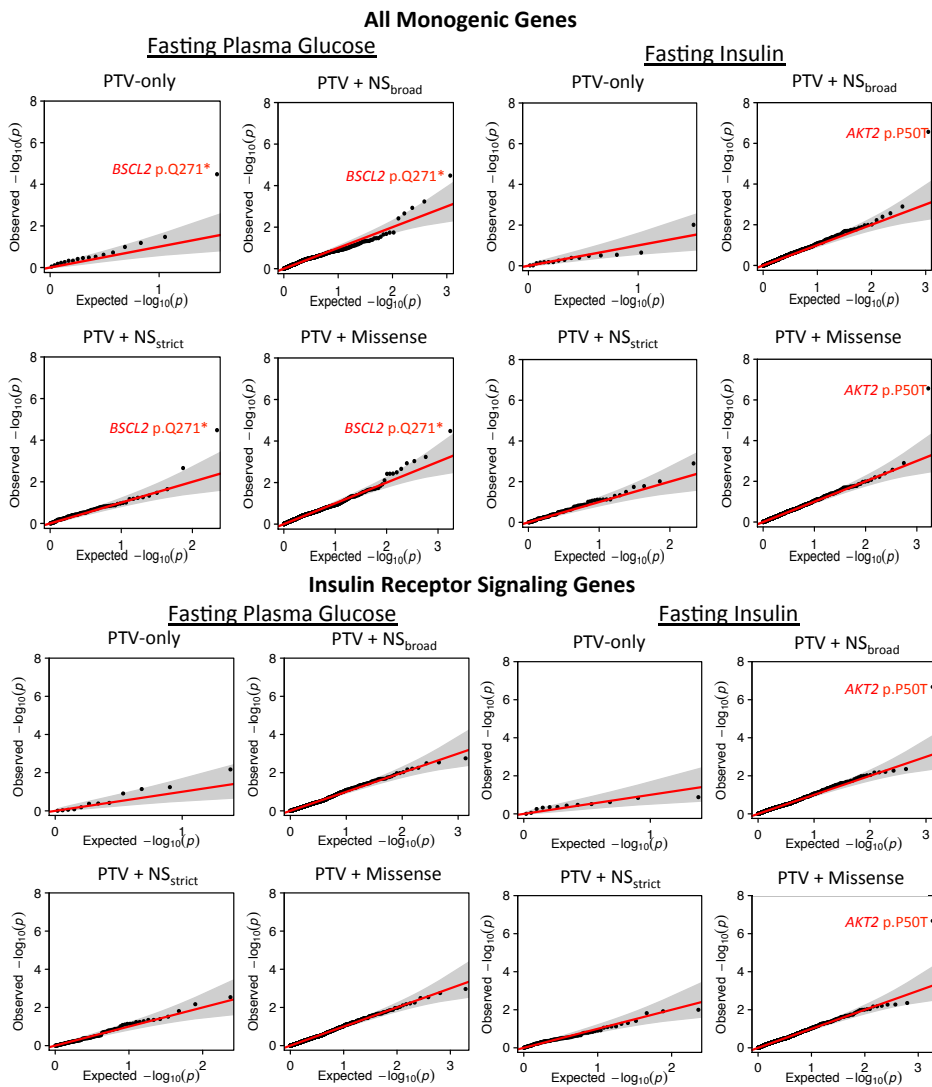 All Monogenic Genes
Fasting Plasma Glucose
Fasting Insulin
PTV-only
PTV + NSbroad
PTV-only
PTV + NSbroad
8
6
4
2
0
Observed −log10(p)
BSCL2 p.Q271*
0 1
Expected −log10(p)
8
6
4
2
0
Observed −log10(p)
BSCL2 p.Q271*
0 1 2 3
Expected −log10(p)
8
6
4
2
0
Observed −log10(p)
0 1
Expected −log10(p)
8
6
4
2
0
Observed −log10(p)
AKT2 p.P50T
0 1 2 3
Expected −log10(p)
PTV + NSstrict
PTV + Missense
PTV + NSstrict
PTV + Missense
8
6
4
2
0
Observed −log10(p)
BSCL2 p.Q271*
0 1 2
Expected −log10(p)
8
6
4
2
0
Observed −log10(p)
BSCL2 p.Q271*
0 1 2 3
Expected −log10(p)
8
6
4
2
0
Observed −log10(p)
0 1 2
Expected −log10(p)
8
6
4
2
0
Observed −log10(p)
AKT2 p.P50T
0 1 2 3
Expected −log10(p)
Insulin Receptor Signaling Genes
Fasting Plasma Glucose
Fasting Insulin
PTV-only
PTV + NSbroad
PTV-only
PTV + NSbroad
8
6
4
2
0
Observed −log10(p)
0 1
Expected −log10(p)
8
6
4
2
0
Observed −log10(p)
0 1 2 3
Expected −log10(p)
8
6
4
2
0
Observed −log10(p)
0 1
Expected −log10(p)
8
6
4
2
0
Observed −log10(p)
AKT2 p.P50T
0 1 2 3
Expected −log10(p)
PTV + NSstrict
PTV + Missense
PTV + NSstrict
PTV + Missense
8
6
4
2
0
Observed −log10(p)
0 1 2
Expected −log10(p)
8
6
4
2
0
Observed −log10(p)
0 1 2 3
Expected −log10(p)
8
6
4
2
0
Observed −log10(p)
0 1 2
Expected −log10(p)
8
6
4
2
0
Observed −log10(p)
AKT2 p.P50T
0 1 2 3
Expected −log10(p)